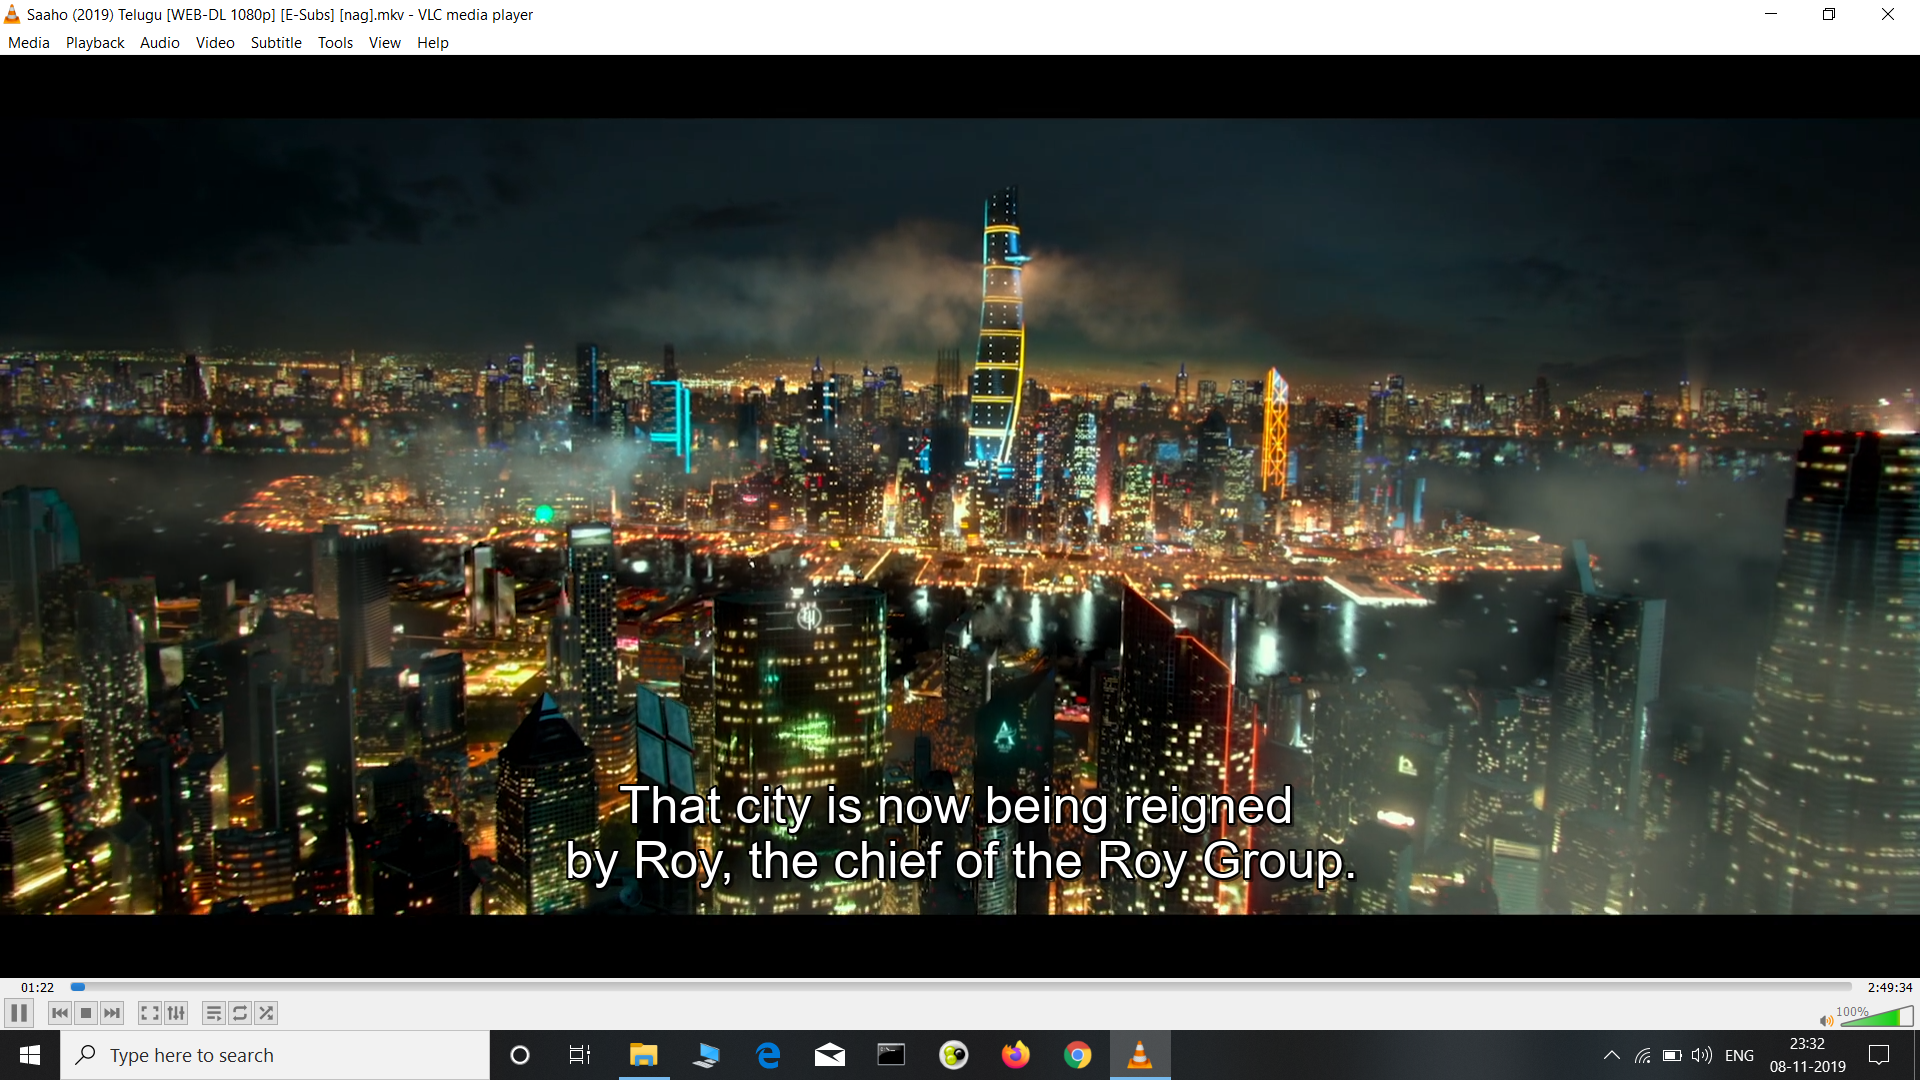 Saaho (2019) Telugu [WEB-DL 1080p] [E-Subs] [nag].mkv - VLC media player
Media Playback Audio Video Subtitle Tools View Help
That city is now being reigned
by Roy, the chief of the Roy Group.
01:22 2:49:34
100%
Type here to search
ENG
23:32
08-11-2019